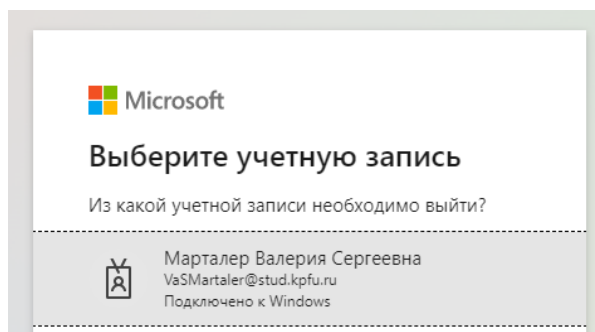 Microsoft
Выберите учетную запись
Из какой учетной записи необходимо выйти?
Марталер Валерия Сергеевна
VaSMartaler@stud.kpfu.ru
Подключено к Windows